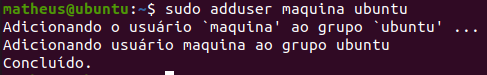 matheus@ubuntu:~$ sudo adduser maquina ubuntu
Adicionando o usuário `maquina' ao grupo `ubuntu' ...
Adicionando usuário maquina ao grupo ubuntu
Concluído.